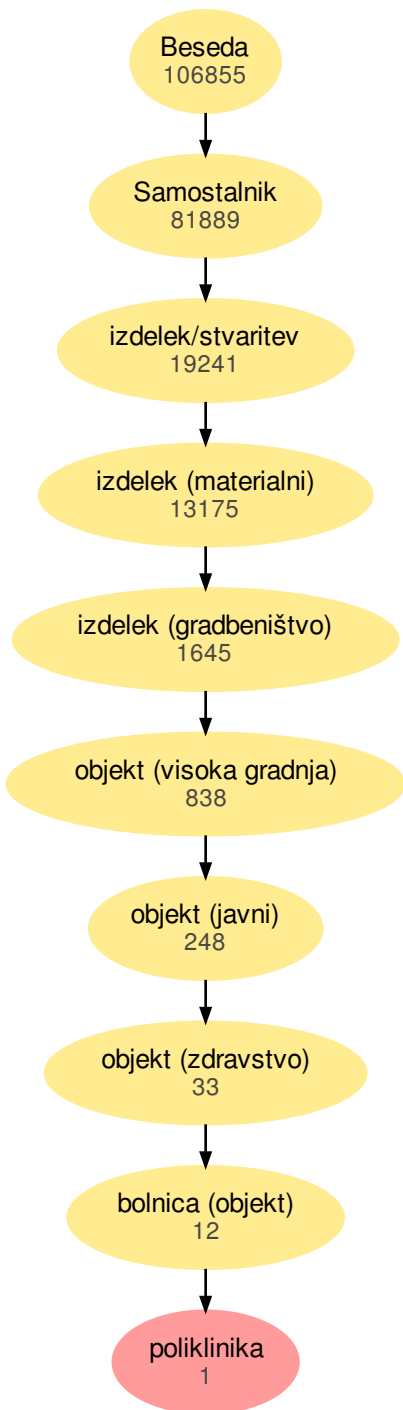 Beseda
106855
Samostalnik
81889
izdelek/stvaritev
19241
izdelek (materialni)
13175
izdelek (gradbeništvo)
1645
objekt (visoka gradnja)
838
objekt (javni)
248
objekt (zdravstvo)
33
bolnica (objekt)
12
poliklinika
1